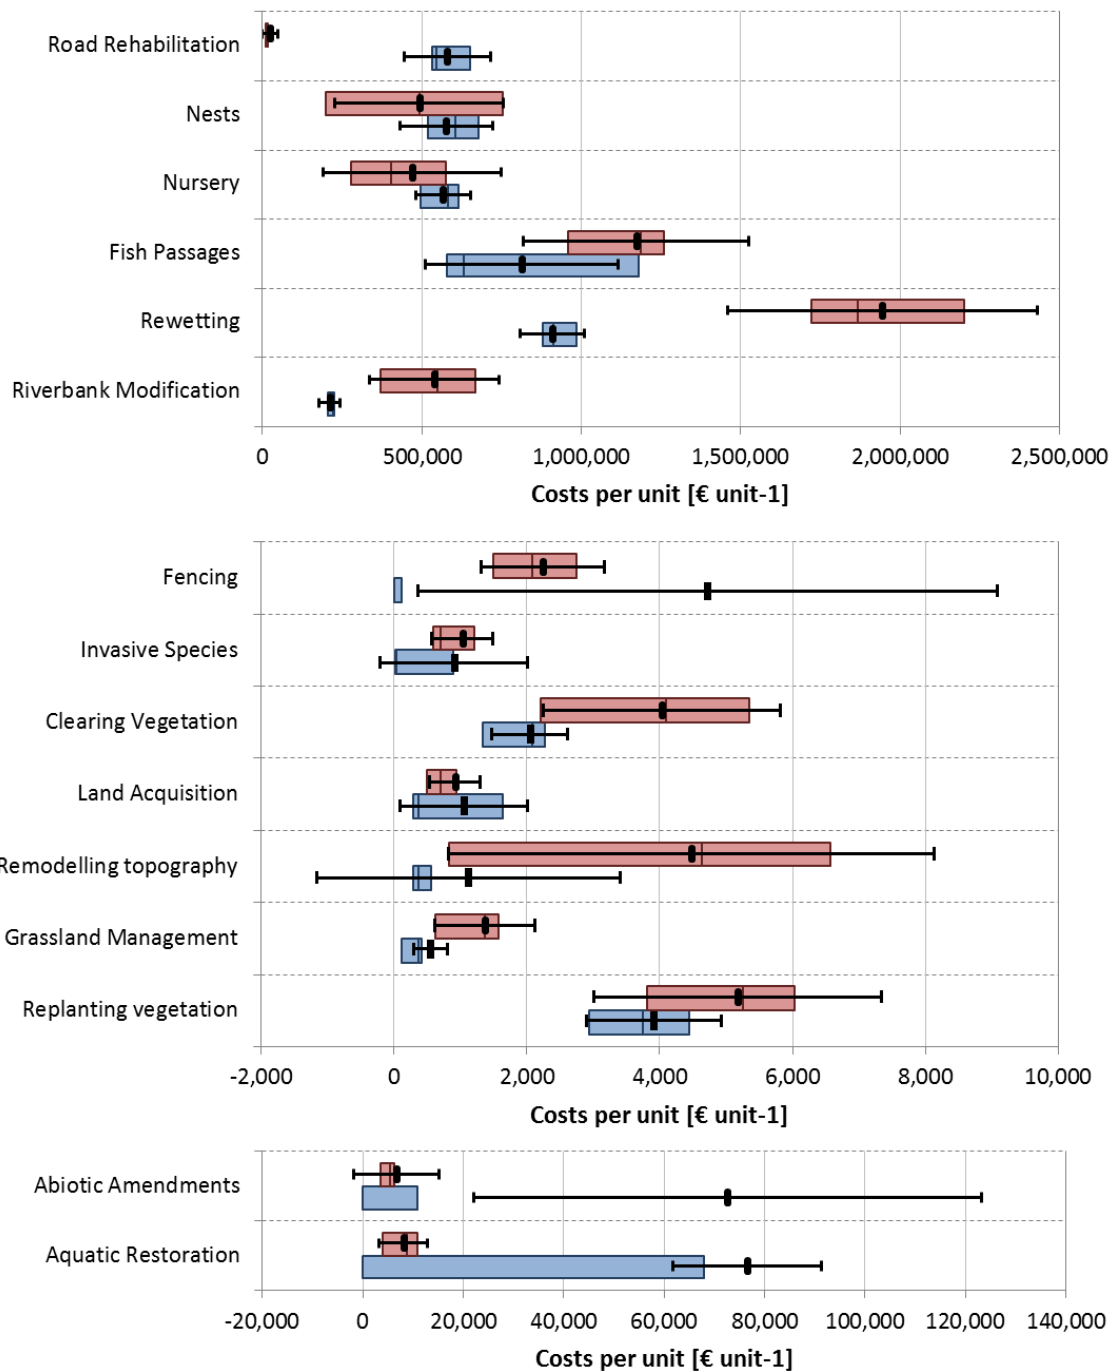 Road Rehabilitation
Nests
Nursery
Fish Passages
Rewetting
Riverbank Modification
0 500,000 1,000,000 1,500,000 2,000,000 2,500,000
Costs per unit [€ unit-1]
Fencing
Invasive Species
Clearing Vegetation
Land Acquisition
Remodelling topography
Grassland Management
Replanting vegetation
-2,000 0 2,000 4,000 6,000 8,000 10,000
Costs per unit [€ unit-1]
Abiotic Amendments
Aquatic Restoration
-20,000 0 20,000 40,000 60,000 80,000 100,000 120,000 140,000
Costs per unit [€ unit-1]